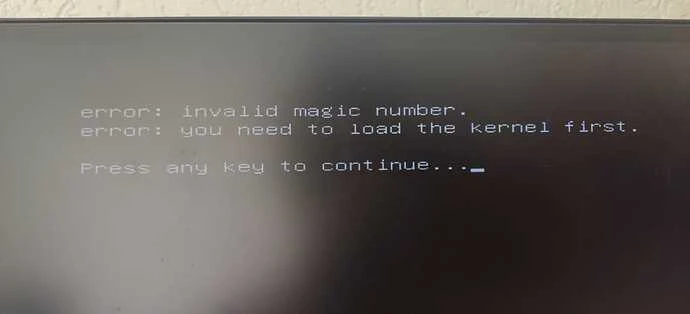 error: invalid magic number.
error: you need to load the kernel first.
Press any key to continue..._